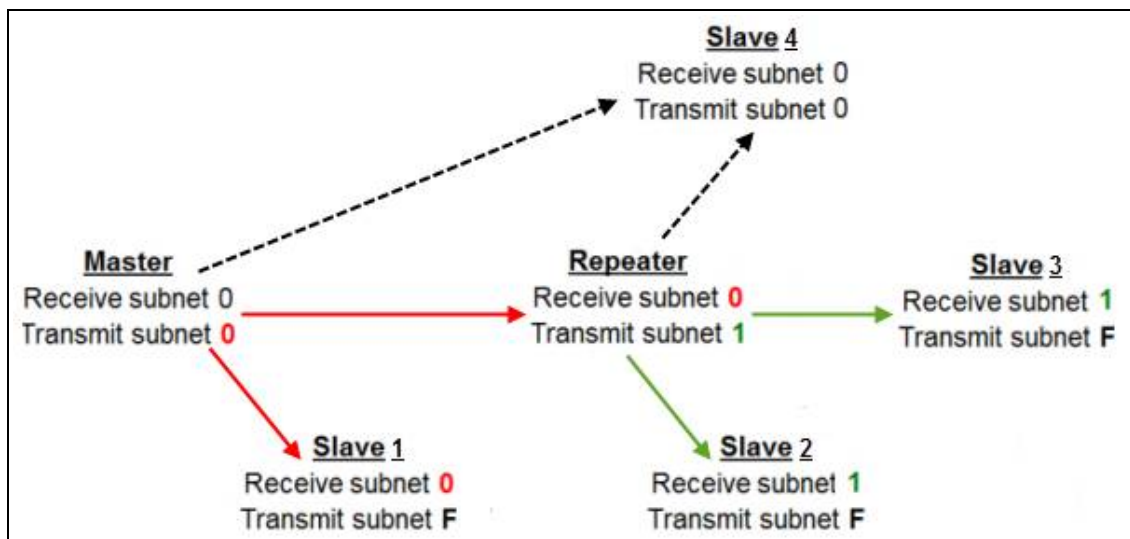 Slave 4
Receive subnet 0
Transmit subnet 0
Master
Receive subnet 0
Transmit subnet 0
Repeater
Receive subnet 0
Transmit subnet 1
Slave 3
Receive subnet 1
Transmit subnet F
Slave 1
Receive subnet 0
Transmit subnet F
Slave 2
Receive subnet 1
Transmit subnet F